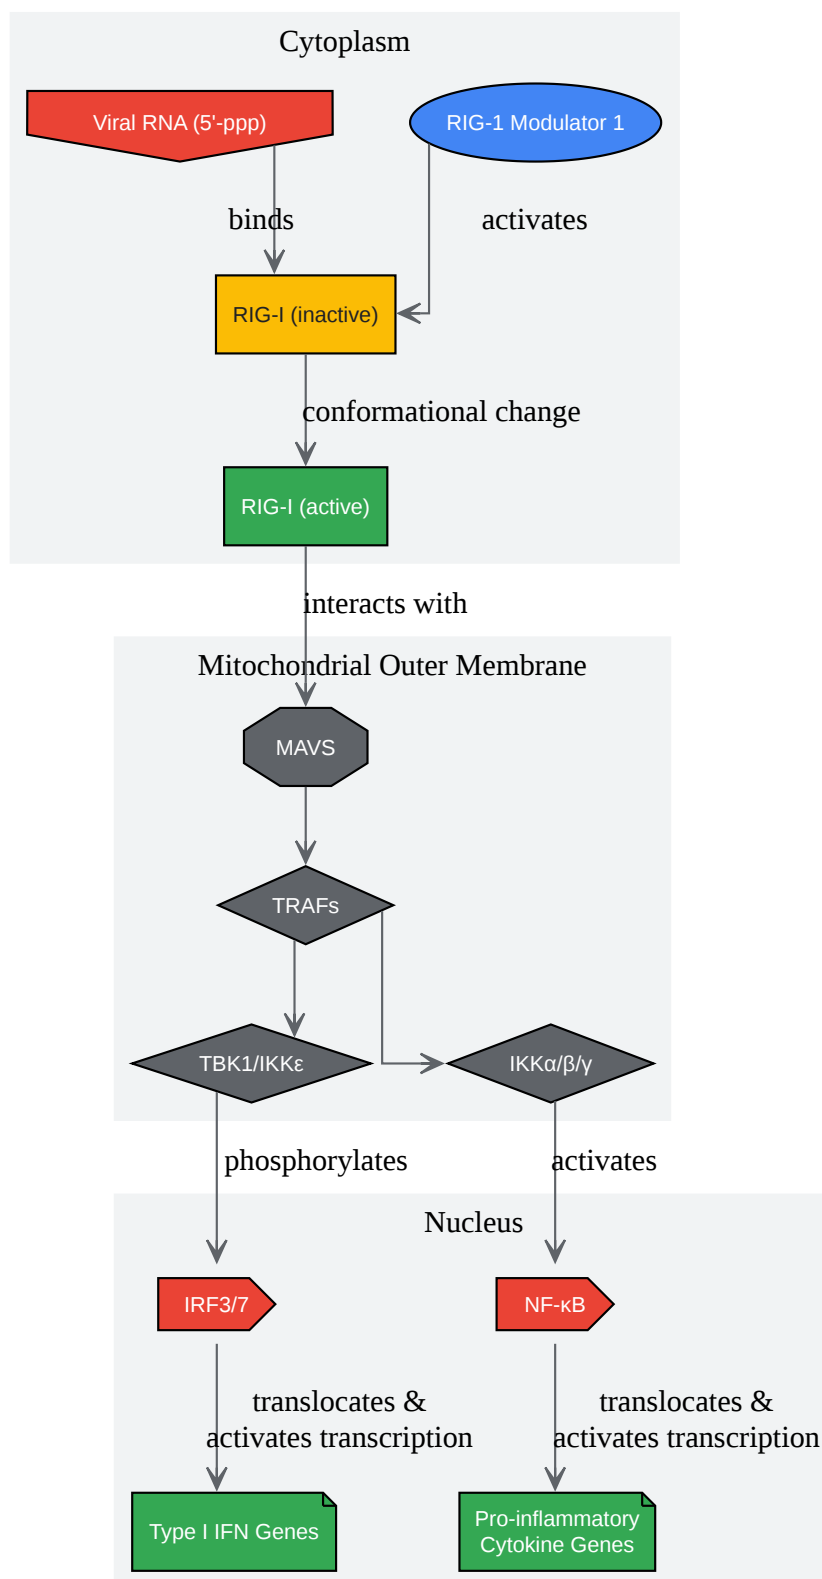 Cytoplasm
Viral RNA (5'-ppp)
RIG-1 Modulator 1
binds
activates
RIG-I (inactive)
conformational change
RIG-I (active)
interacts with
Mitochondrial Outer Membrane
MAVS
TRAFs
TBK1/IKKε
IKKα/β/γ
phosphorylates
activates
Nucleus
IRF3/7
NF-κB
translocates &
activates transcription
translocates &
activates transcription
Type I IFN Genes
Pro-inflammatory
Cytokine Genes